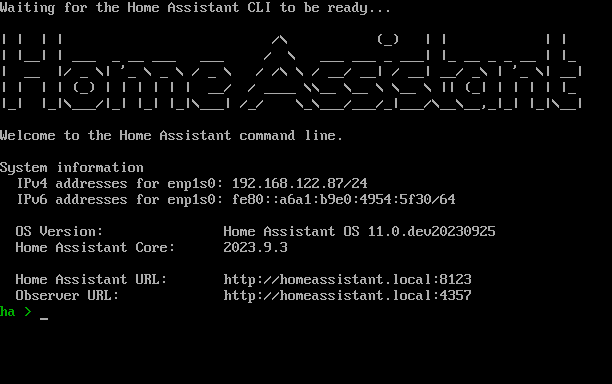 Waiting for the Home Assistant CLI to be ready...
Home Assistant
Welcome to the Home Assistant command line.
System information
IPv4 addresses for enp1s0: 192.168.122.87/24
IPv6 addresses for enp1s0: fe80::a6a1:b9e0:4954:5f30/64
OS Version: Home Assistant OS 11.0.dev20230925
Home Assistant Core: 2023.9.3
Home Assistant URL: http://homeassistant.local:8123
Observer URL: http://homeassistant.local:4357
ha > _